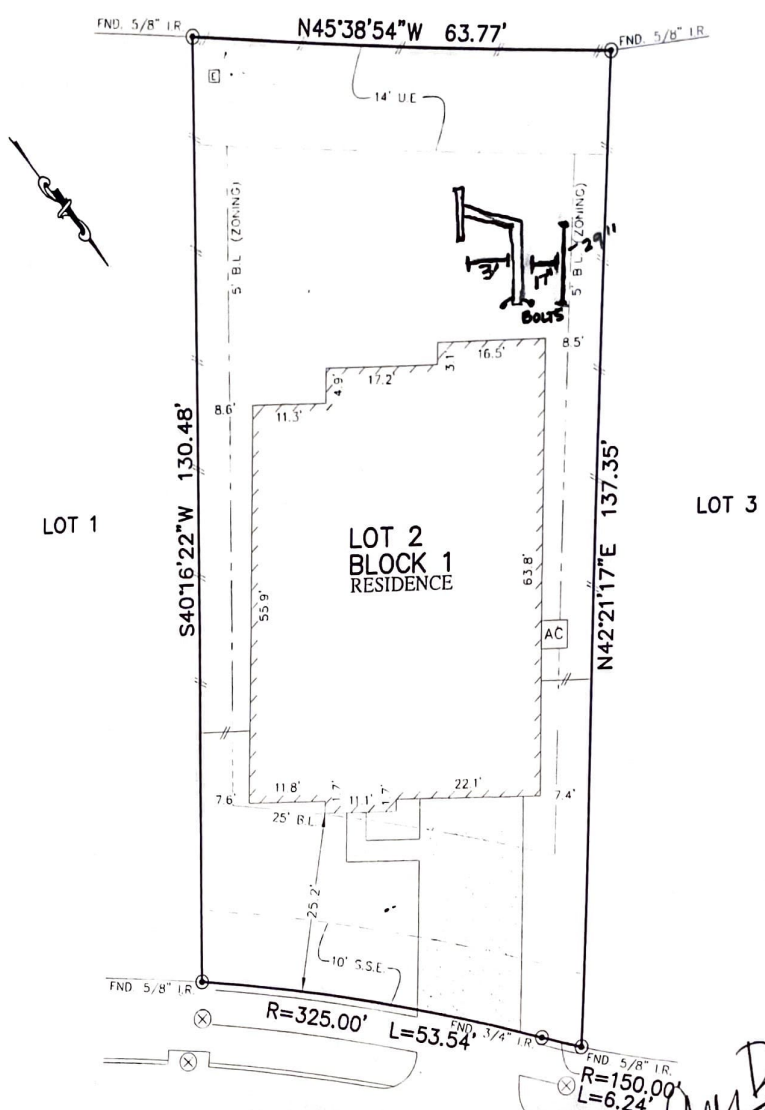 FND. 5/8" I.R.
N45°38'54"W 63.77'
FND. 5/8" I.R.
E
14' U.E
5' B.L (ZONING)
5' B.L (ZONING)
29"
3'
17"
BOLTS
8.5'
16.5'
3.1
17.2'
4.9'
8.6'
11.3'
S40°16'22"W 130.48'
N42°21'17"E 137.35'
LOT 1
LOT 3
LOT 2
BLOCK 1
RESIDENCE
55.9'
63.8'
AC
7.6'
11.8'
1.7'
11.1'
1.7'
22.1'
7.4'
25' B.L.
25.2'
10' S.S.E.
FND 5/8" I.R.
R=325.00' L=53.54'
FND 3/4" I.R.
FND 5/8" I.R.
R=150.00'
L=6.24'